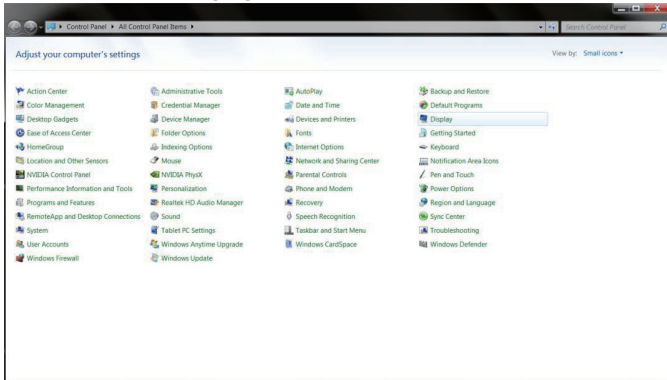 Control Panel ▸ All Control Panel Items ▸
Search Control Panel
Adjust your computer's settings
View by: Small icons
Action Center
Administrative Tools
AutoPlay
Backup and Restore
Color Management
Credential Manager
Date and Time
Default Programs
Desktop Gadgets
Device Manager
Devices and Printers
Display
Ease of Access Center
Folder Options
Fonts
Getting Started
HomeGroup
Indexing Options
Internet Options
Keyboard
Location and Other Sensors
Mouse
Network and Sharing Center
Notification Area Icons
NVIDIA Control Panel
NVIDIA PhysX
Parental Controls
Pen and Touch
Performance Information and Tools
Personalization
Phone and Modem
Power Options
Programs and Features
Realtek HD Audio Manager
Recovery
Region and Language
RemoteApp and Desktop Connections
Sound
Speech Recognition
Sync Center
System
Tablet PC Settings
Taskbar and Start Menu
Troubleshooting
User Accounts
Windows Anytime Upgrade
Windows CardSpace
Windows Defender
Windows Firewall
Windows Update